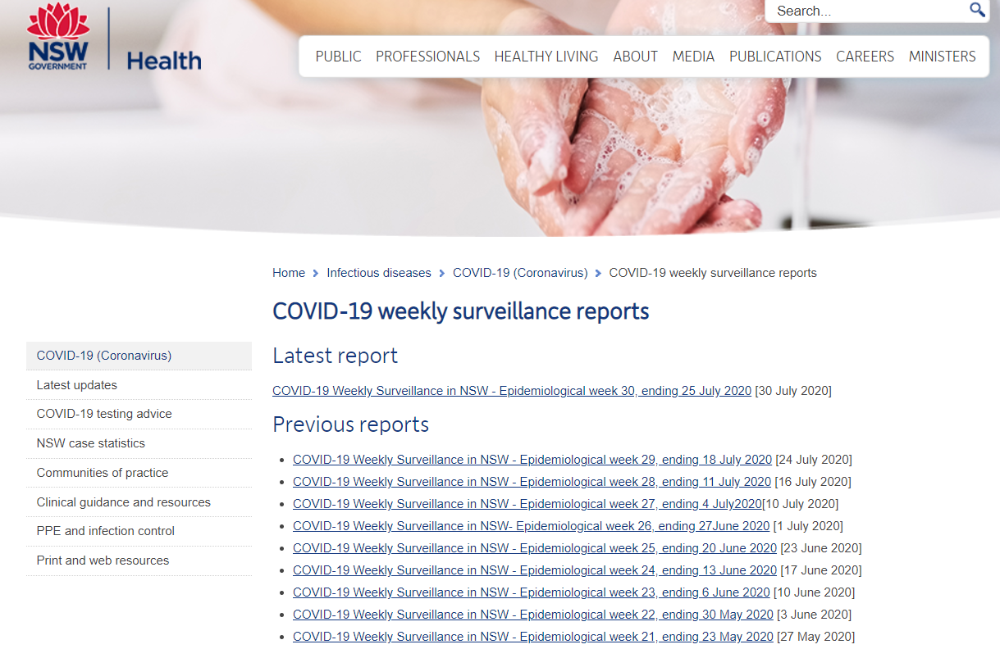 Search...
NSW
GOVERNMENT
Health
PUBLIC PROFESSIONALS HEALTHY LIVING ABOUT MEDIA PUBLICATIONS CAREERS MINISTERS
Home > Infectious diseases > COVID-19 (Coronavirus) > COVID-19 weekly surveillance reports
COVID-19 weekly surveillance reports
COVID-19 (Coronavirus)
Latest updates
COVID-19 testing advice
NSW case statistics
Communities of practice
Clinical guidance and resources
PPE and infection control
Print and web resources
Latest report
COVID-19 Weekly Surveillance in NSW - Epidemiological week 30, ending 25 July 2020 [30 July 2020]
Previous reports
COVID-19 Weekly Surveillance in NSW - Epidemiological week 29, ending 18 July 2020 [24 July 2020]
COVID-19 Weekly Surveillance in NSW - Epidemiological week 28, ending 11 July 2020 [16 July 2020]
COVID-19 Weekly Surveillance in NSW - Epidemiological week 27, ending 4 July2020[10 July 2020]
COVID-19 Weekly Surveillance in NSW- Epidemiological week 26, ending 27June 2020 [1 July 2020]
COVID-19 Weekly Surveillance in NSW - Epidemiological week 25, ending 20 June 2020 [23 June 2020]
COVID-19 Weekly Surveillance in NSW - Epidemiological week 24, ending 13 June 2020 [17 June 2020]
COVID-19 Weekly Surveillance in NSW - Epidemiological week 23, ending 6 June 2020 [10 June 2020]
COVID-19 Weekly Surveillance in NSW - Epidemiological week 22, ending 30 May 2020 [3 June 2020]
COVID-19 Weekly Surveillance in NSW - Epidemiological week 21, ending 23 May 2020 [27 May 2020]